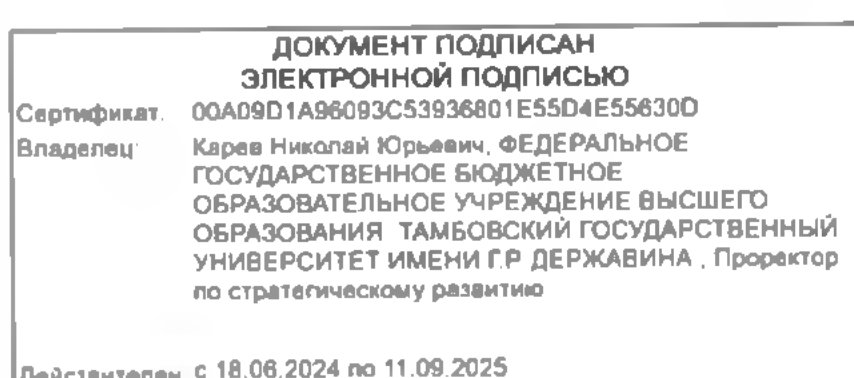 ДОКУМЕНТ ПОДПИСАН
ЭЛЕКТРОННОЙ ПОДПИСЬЮ
Сертификат: 00A09D1A96093C53936801E55D4E55630D
Владелец: Карев Николай Юрьевич, ФЕДЕРАЛЬНОЕ
ГОСУДАРСТВЕННОЕ БЮДЖЕТНОЕ
ОБРАЗОВАТЕЛЬНОЕ УЧРЕЖДЕНИЕ ВЫСШЕГО
ОБРАЗОВАНИЯ ТАМБОВСКИЙ ГОСУДАРСТВЕННЫЙ
УНИВЕРСИТЕТ ИМЕНИ Г.Р ДЕРЖАВИНА , Проректор
по стратегическому развитию
Действителен: с 18.06.2024 по 11.09.2025